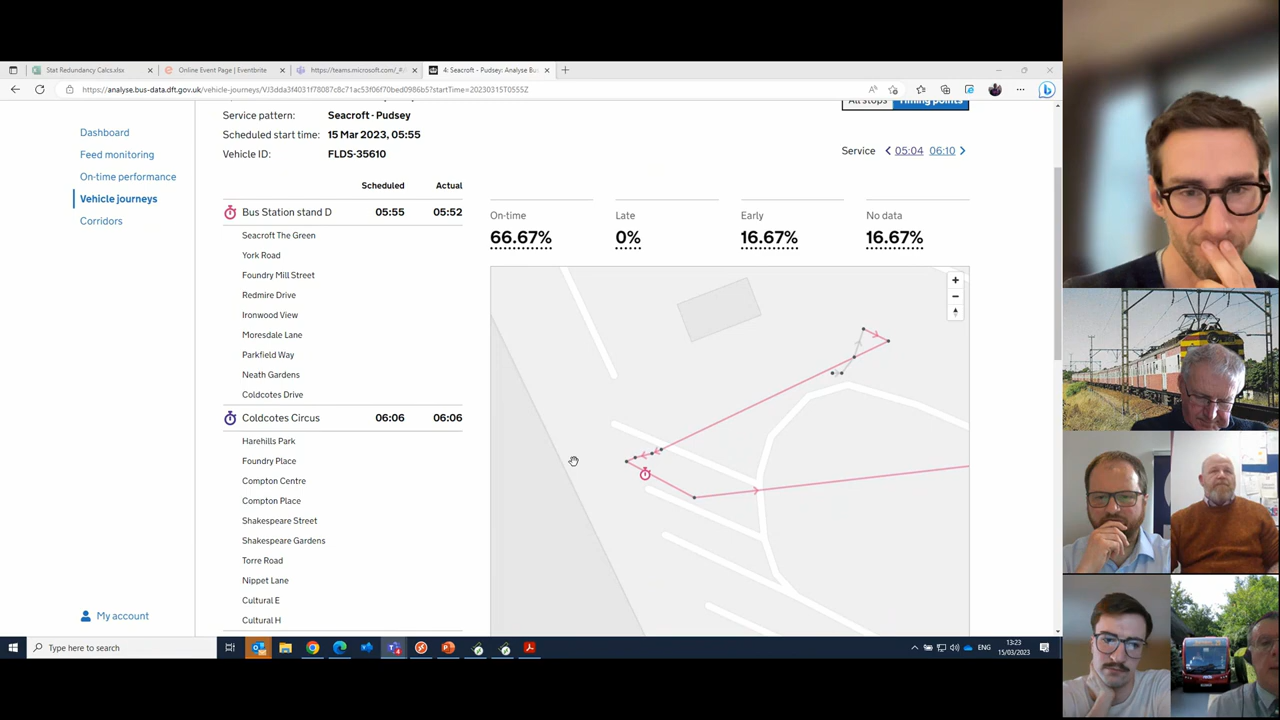 Stat Redundancy Calcs.xlsx
Online Event Page | Eventbrite
https://teams.microsoft.com/_#/
4: Seacroft - Pudsey: Analyse Bus
https://analyse.bus-data.dft.gov.uk/vehicle-journeys/VJ3dda3f4031f78087c8c71ac53f06f70bed0986b5?startTime=20230315T0555Z
Dashboard
Feed monitoring
On-time performance
Vehicle journeys
Corridors
My account
All stops Timing points
Service pattern: Seacroft - Pudsey
Scheduled start time: 15 Mar 2023, 05:55
Vehicle ID: FLDS-35610
Service 05:04 06:10
Scheduled Actual
Bus Station stand D 05:55 05:52
Seacroft The Green
York Road
Foundry Mill Street
Redmire Drive
Ironwood View
Moresdale Lane
Parkfield Way
Neath Gardens
Coldcotes Drive
Coldcotes Circus 06:06 06:06
Harehills Park
Foundry Place
Compton Centre
Compton Place
Shakespeare Street
Shakespeare Gardens
Torre Road
Nippet Lane
Cultural E
Cultural H
On-time Late Early No data
66.67% 0% 16.67% 16.67%
Type here to search
ENG
13:23
15/03/2023